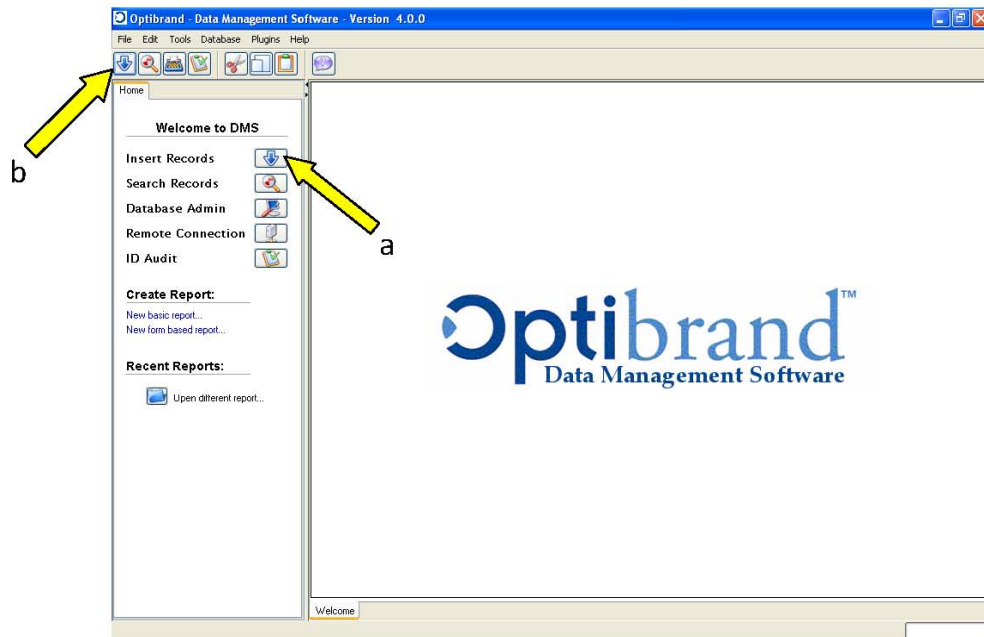 Optibrand - Data Management Software - Version 4.0.0
File Edit Tools Database Plugins Help
Home
b
Welcome to DMS
Insert Records
Search Records
Database Admin
Remote Connection
ID Audit
a
Create Report:
New basic report...
New form based report...
Recent Reports:
Upen different report...
Optibrand™
Data Management Software
Welcome